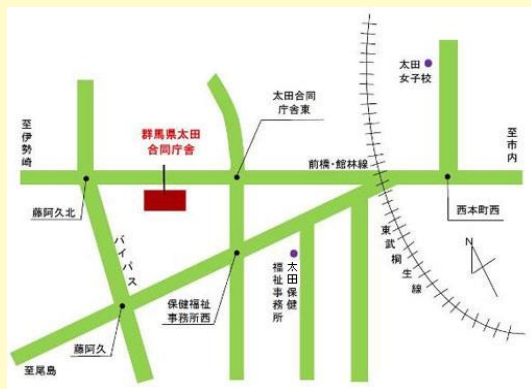 太田
女子校
太田合同
庁舎東
至伊勢崎
群馬県太田
合同庁舎
前橋・館林線
至市内
藤阿久北
西本町西
バイパス
東武桐生線
N
太田保健
福祉事務所
保健福祉
事務所西
藤阿久
至尾島